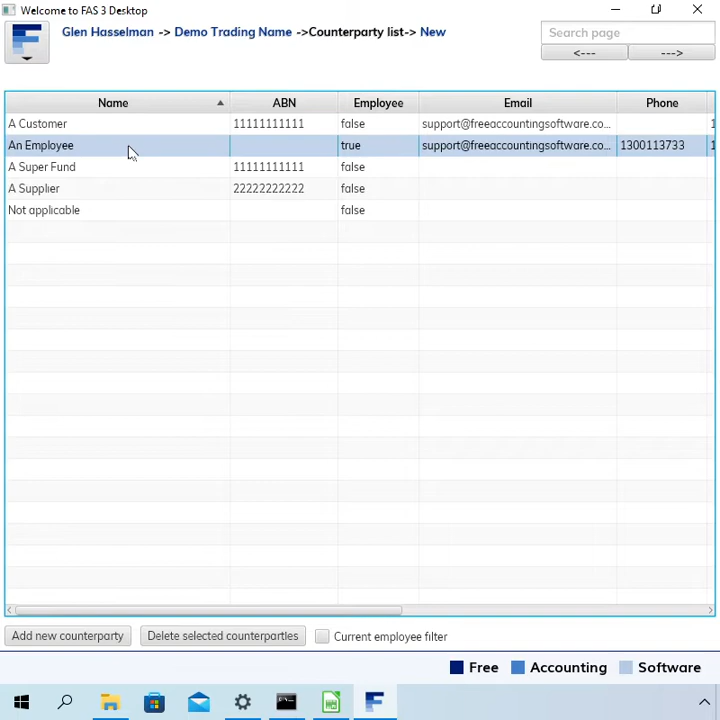 Welcome to FAS 3 Desktop
Glen Hasselman -> Demo Trading Name ->Counterparty list-> New
Search page
<--- --->
Name ABN Employee Email Phone
A Customer 11111111111 false support@freeaccountingsoftware.co... 1
An Employee true support@freeaccountingsoftware.co... 1300113733 1
A Super Fund 11111111111 false
A Supplier 22222222222 false
Not applicable false
Add new counterparty Delete selected counterparties Current employee filter
Free Accounting Software